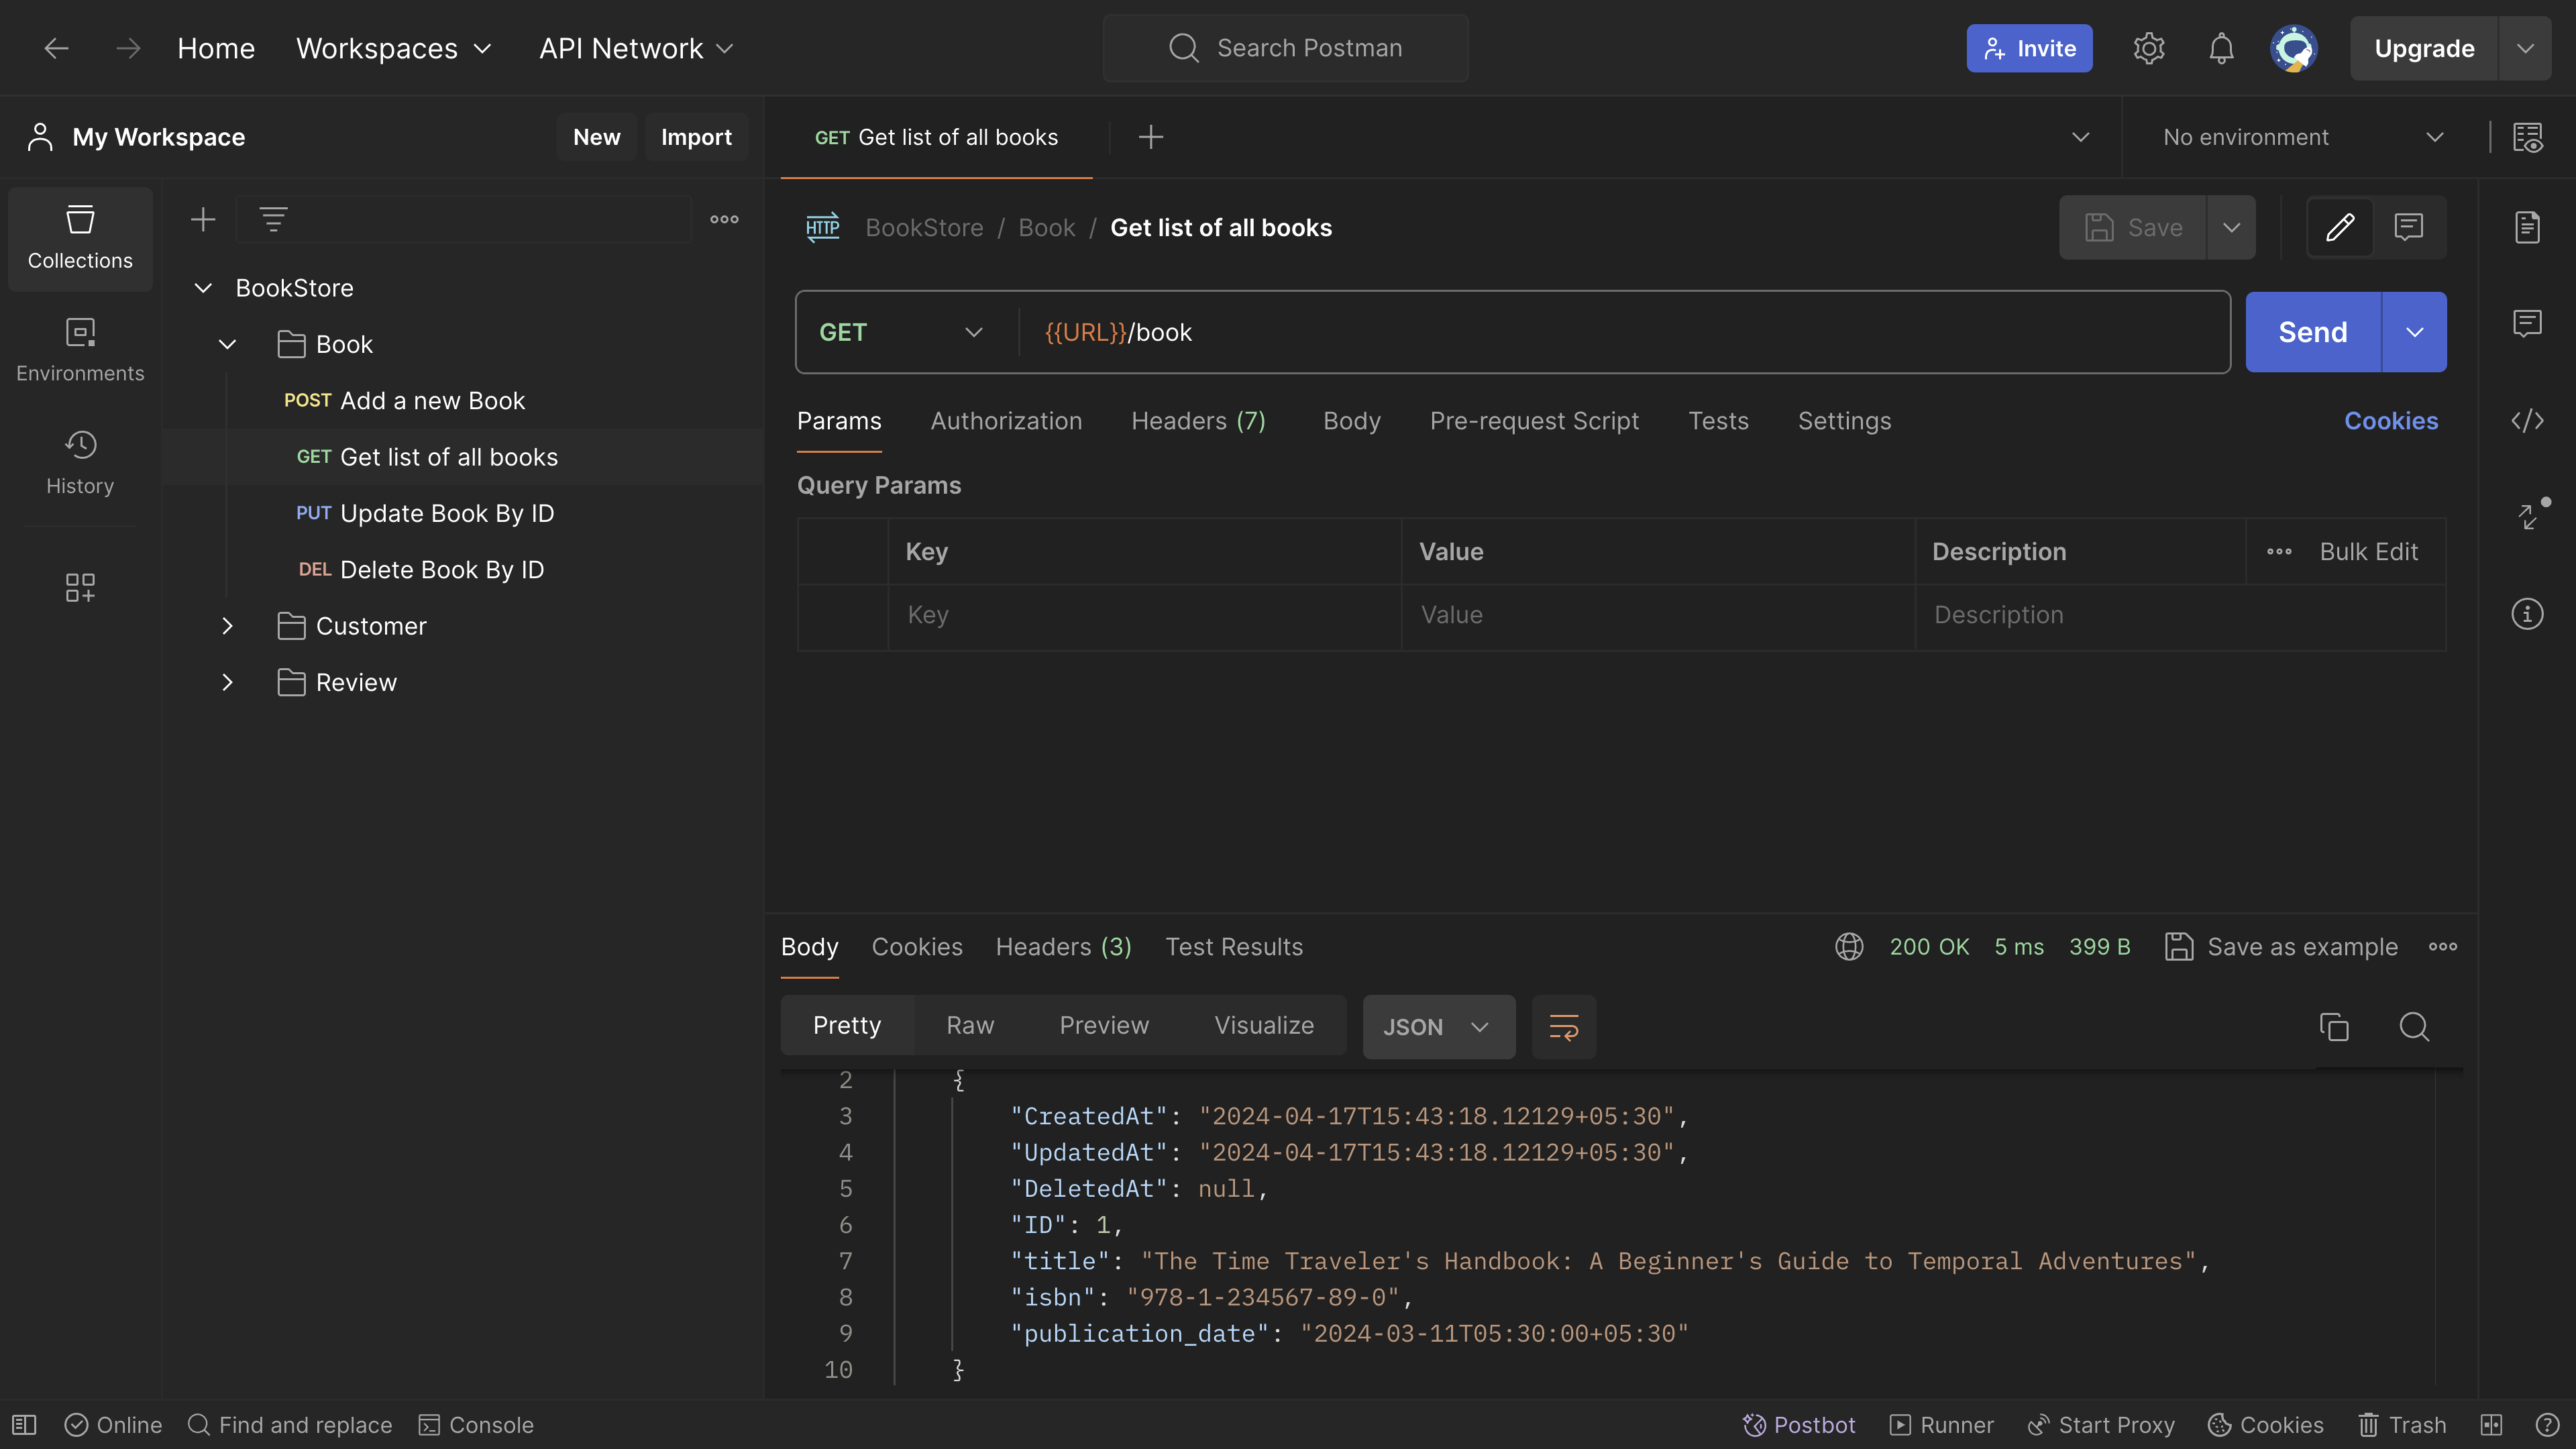 Home Workspaces API Network Search Postman Invite Upgrade
My Workspace New Import GET Get list of all books No environment
Collections
Environments
History
BookStore
Book
POST Add a new Book
GET Get list of all books
PUT Update Book By ID
DEL Delete Book By ID
Customer
Review
HTTP BookStore / Book / Get list of all books Save
GET {{URL}}/book Send
Params Authorization Headers (7) Body Pre-request Script Tests Settings Cookies
Query Params
Key Value Description Bulk Edit
Key Value Description
Body Cookies Headers (3) Test Results 200 OK 5 ms 399 B Save as example
Pretty Raw Preview Visualize JSON
2 {
3 "CreatedAt": "2024-04-17T15:43:18.12129+05:30",
4 "UpdatedAt": "2024-04-17T15:43:18.12129+05:30",
5 "DeletedAt": null,
6 "ID": 1,
7 "title": "The Time Traveler's Handbook: A Beginner's Guide to Temporal Adventures",
8 "isbn": "978-1-234567-89-0",
9 "publication_date": "2024-03-11T05:30:00+05:30"
10 }
Online Find and replace Console Postbot Runner Start Proxy Cookies Trash